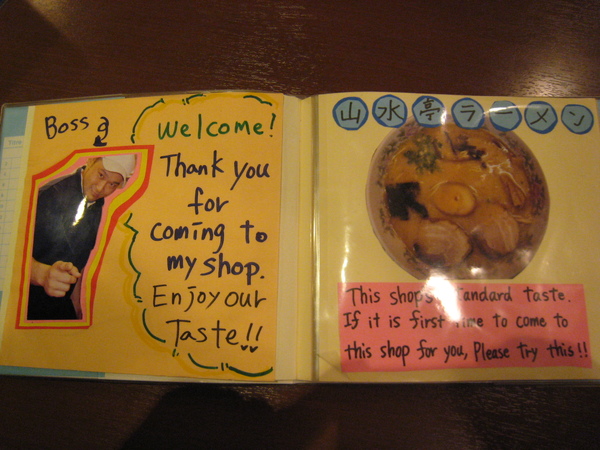 Boss
Welcome!
Thank you
for
coming to
my shop.
Enjoy our
Taste!!
山水亭ラーメン
This shops standard taste.
If it is first time to come to
this shop for you, Please try this!!